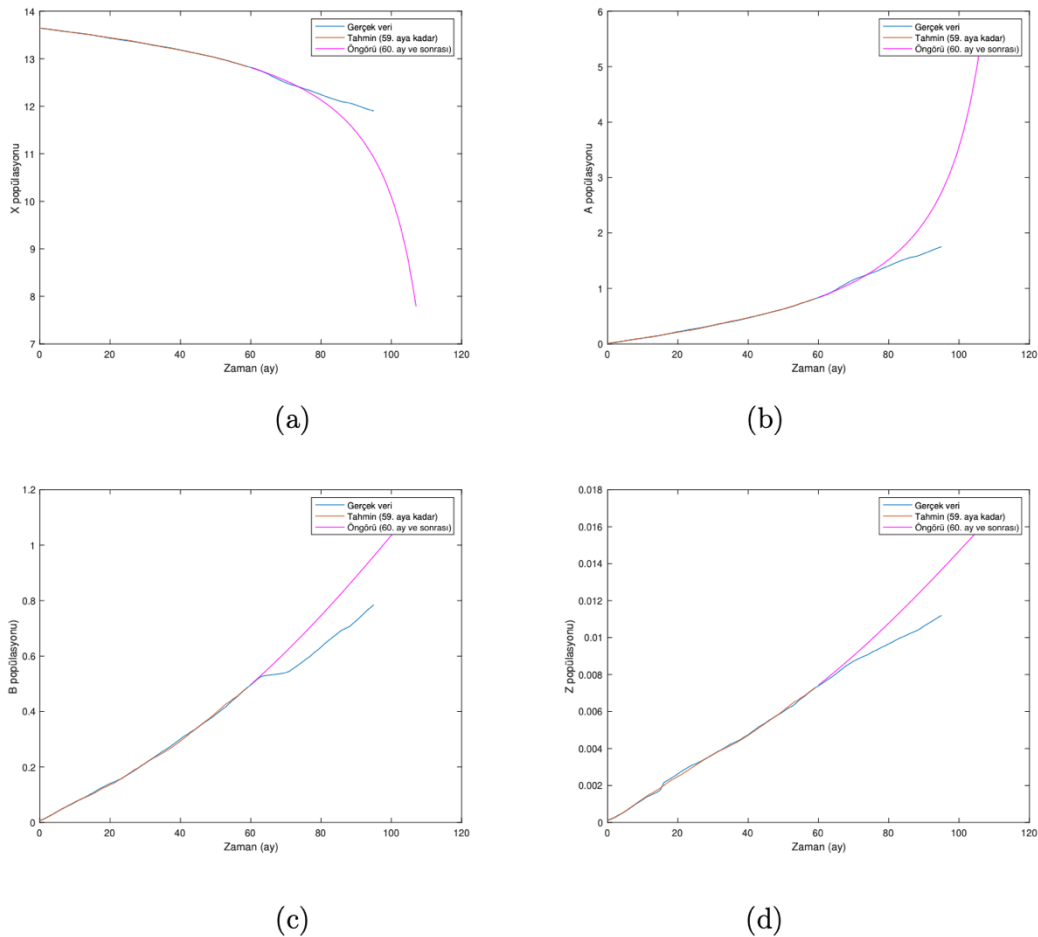 14
13
12
11
10
9
8
7
X popülasyonu
0 20 40 60 80 100 120
Zaman (ay)
Gerçek veri
Tahmin (59. aya kadar)
Öngörü (60. ay ve sonrası)
(a)
6
5
4
3
2
1
0
A popülasyonu
0 20 40 60 80 100 120
Zaman (ay)
Gerçek veri
Tahmin (59. aya kadar)
Öngörü (60. ay ve sonrası)
(b)
1.2
1
0.8
0.6
0.4
0.2
0
B popülasyonu)
0 20 40 60 80 100 120
Zaman (ay)
Gerçek veri
Tahmin (59. aya kadar)
Öngörü (60. ay ve sonrası)
(c)
0.018
0.016
0.014
0.012
0.01
0.008
0.006
0.004
0.002
0
Z popülasyonu)
0 20 40 60 80 100 120
Zaman (ay)
Gerçek veri
Tahmin (59. aya kadar)
Öngörü (60. ay ve sonrası)
(d)